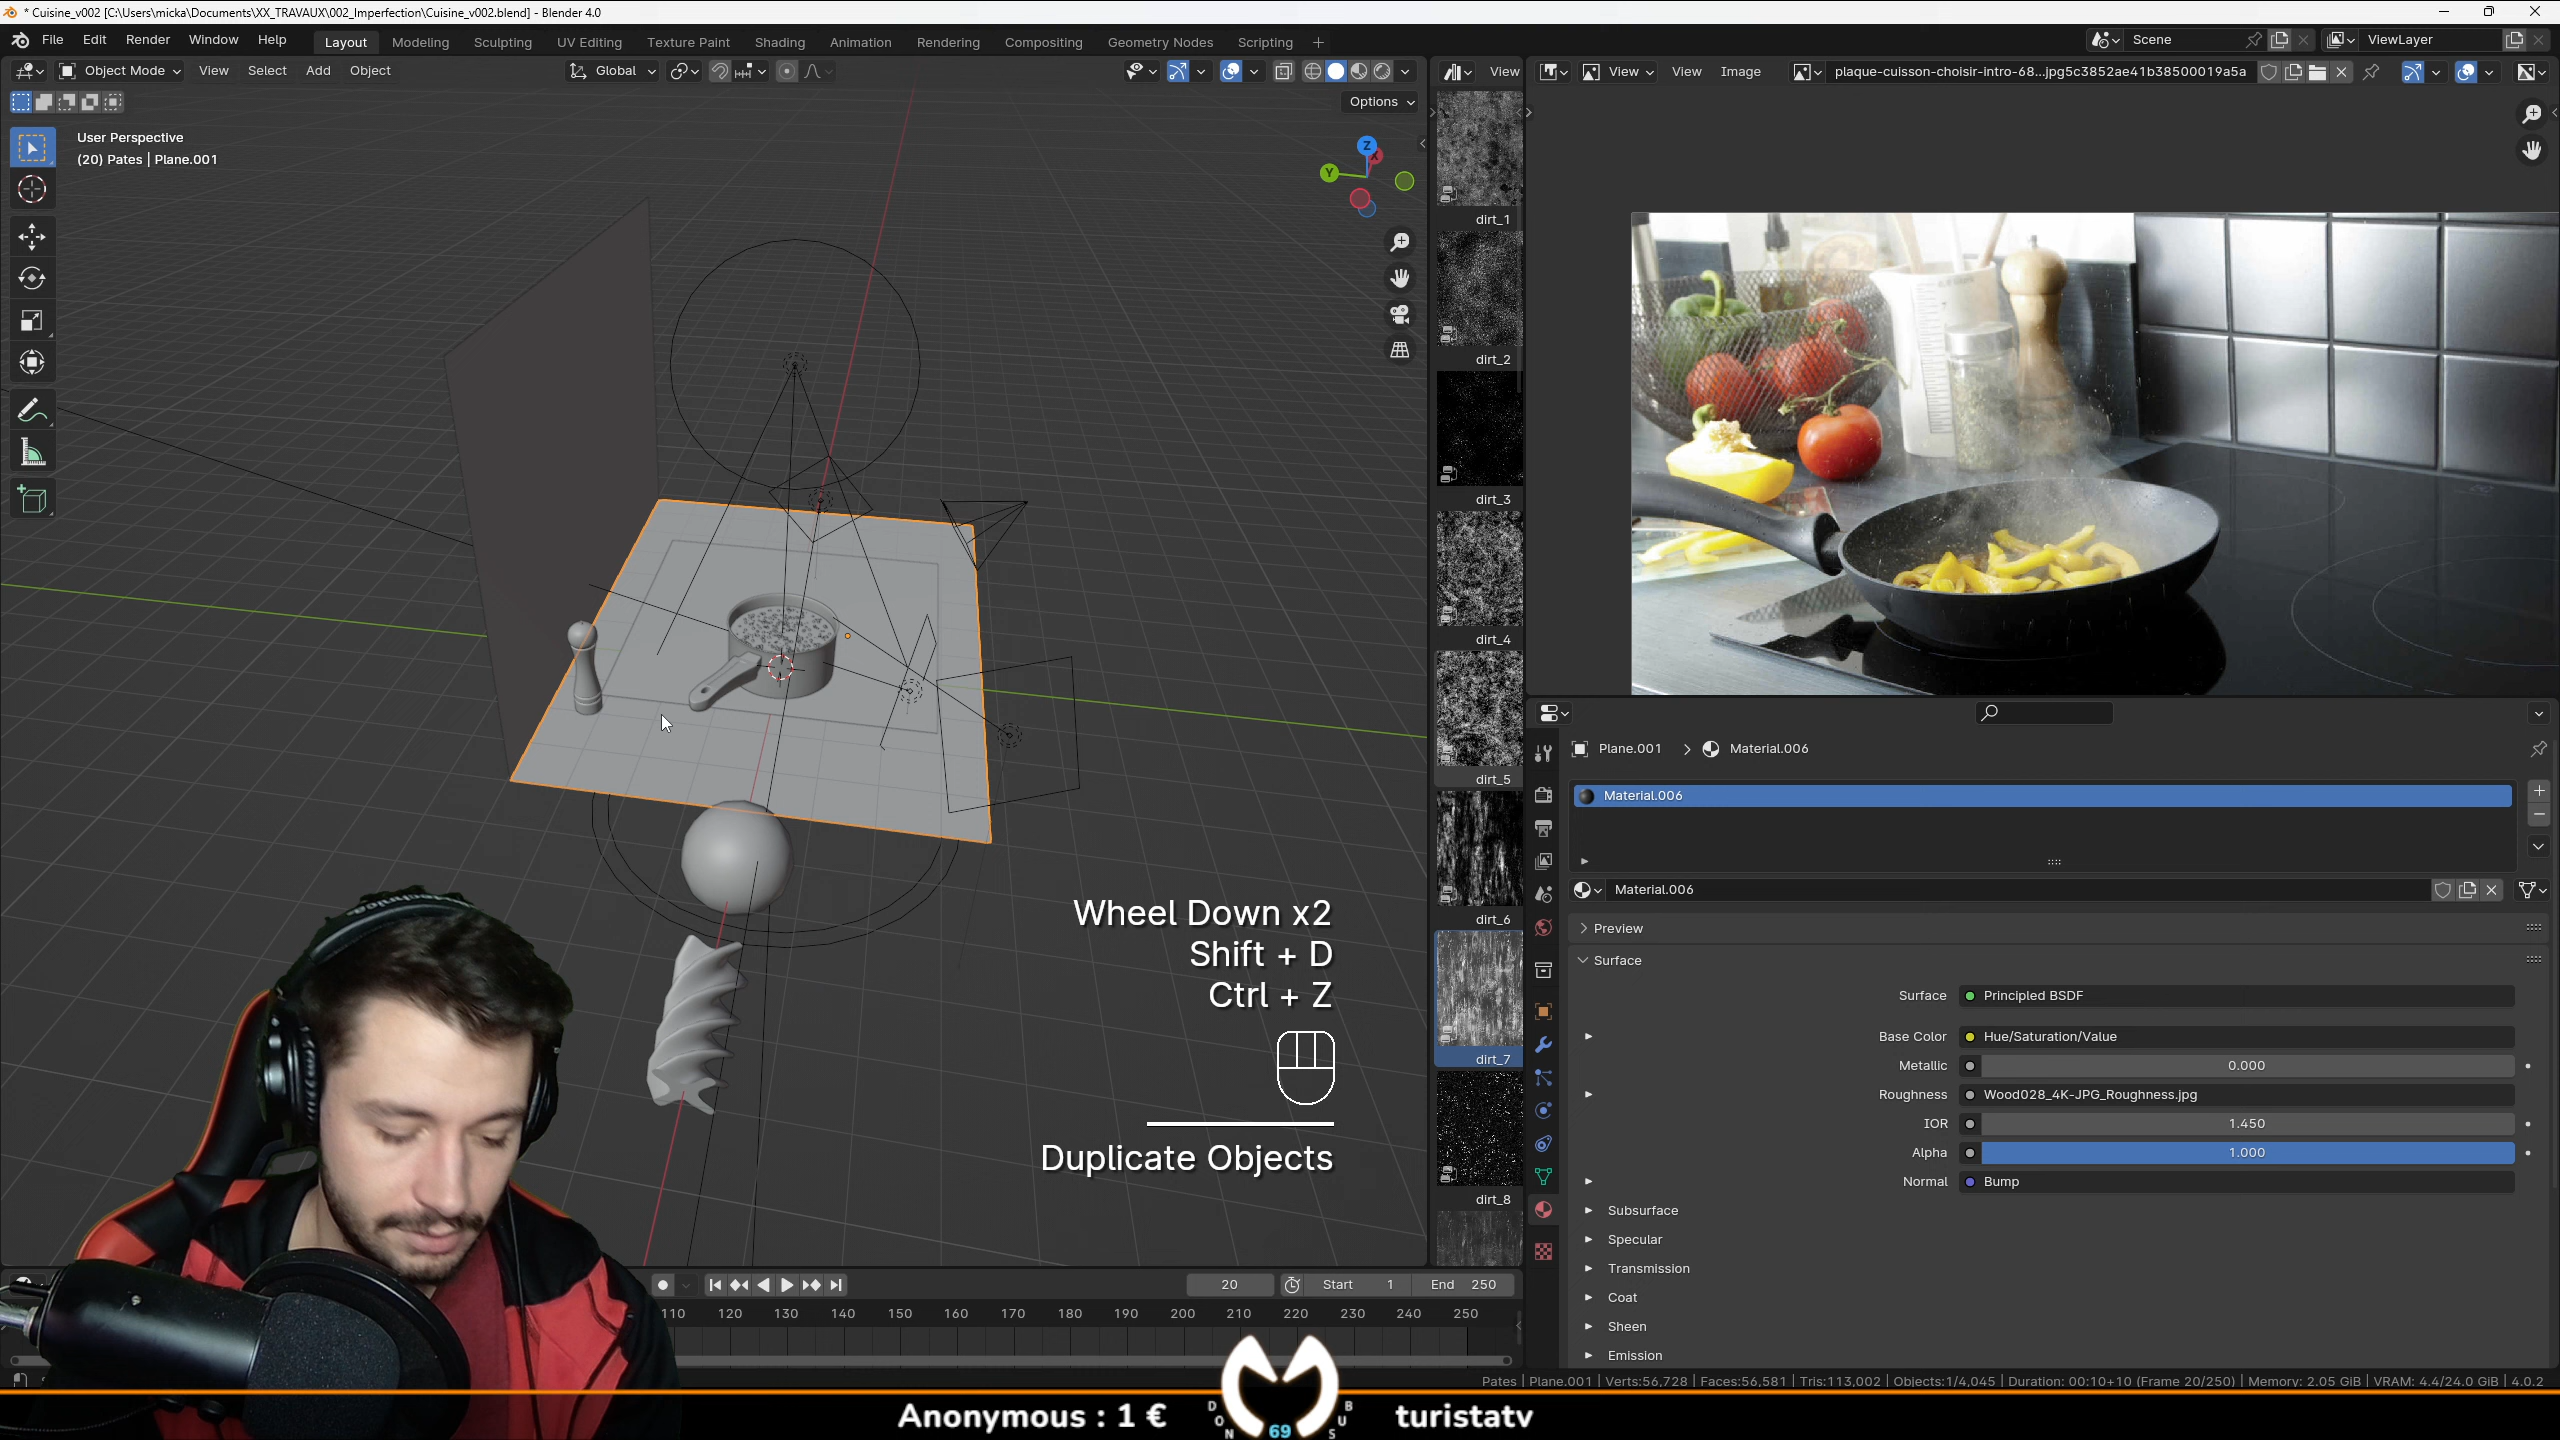 * Cuisine_v002 [C:\Users\micka\Documents\XX_TRAVAUX\002_Imperfection\Cuisine_v002.blend] - Blender 4.0
File Edit Render Window Help Layout Modeling Sculpting UV Editing Texture Paint Shading Animation Rendering Compositing Geometry Nodes Scripting + Scene ViewLayer
Object Mode View Select Add Object Global View View View Image plaque-cuisson-choisir-intro-68...jpg5c3852ae41b38500019a5a
Options
User Perspective
(20) Pates | Plane.001
Z
X
Y
dirt_1
dirt_2
dirt_3
dirt_4
dirt_5
dirt_6
dirt_7
dirt_8
Plane.001 > Material.006
Material.006
Material.006
Preview
Surface
Surface Principled BSDF
Base Color Hue/Saturation/Value
Metallic 0.000
Roughness Wood028_4K-JPG_Roughness.jpg
IOR 1.450
Alpha 1.000
Normal Bump
Subsurface
Specular
Transmission
Coat
Sheen
Emission
Wheel Down x2
Shift + D
Ctrl + Z
Duplicate Objects
20 Start 1 End 250
110 120 130 140 150 160 170 180 190 200 210 220 230 240 250
Pates | Plane.001 | Verts:56,728 | Faces:56,581 | Tris:113,002 | Objects:1/4,045 | Duration: 00:10+10 (Frame 20/250) | Memory: 2.05 GiB | VRAM: 4.4/24.0 GiB | 4.0.2
Anonymous : 1 € DON 69 BUS turistatv